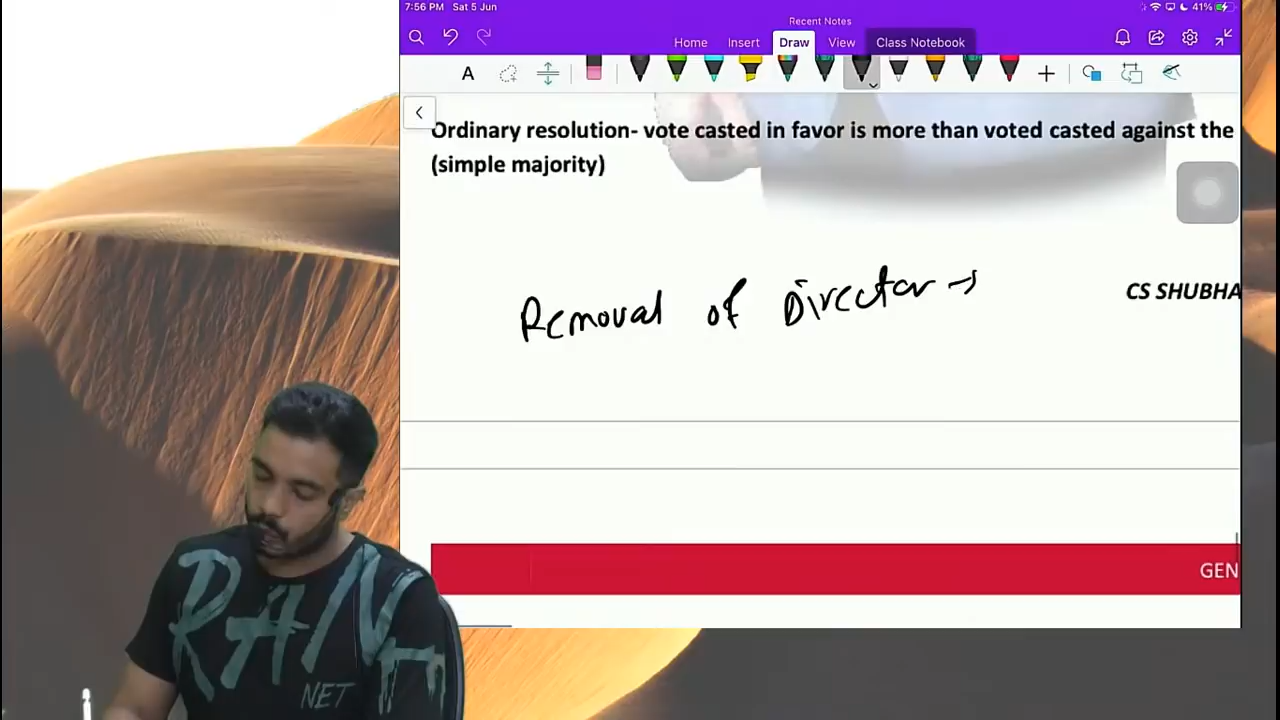 7:56 PM Sat 5 Jun
41%
Recent Notes
Home Insert Draw View Class Notebook
A
Ordinary resolution- vote casted in favor is more than voted casted against the
(simple majority)
Removal of Director →
CS SHUBHA
GEN
RAN
NET